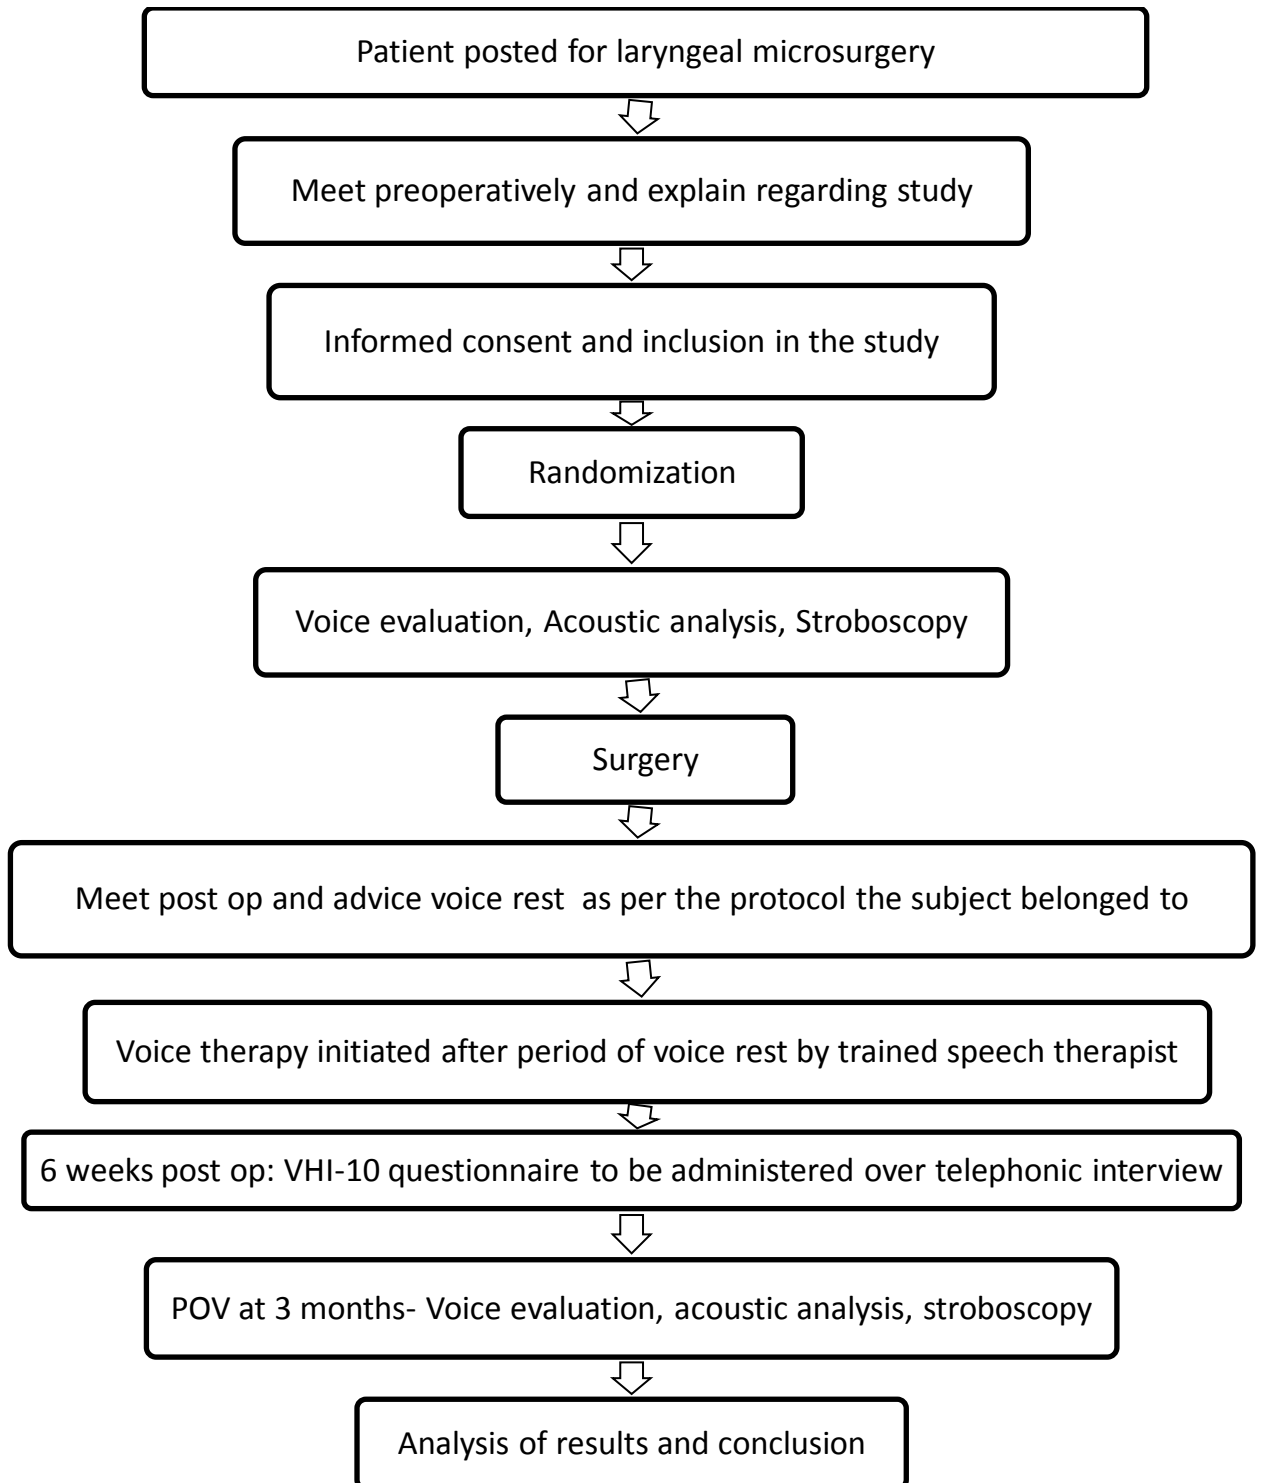 Patient posted for laryngeal microsurgery
Meet preoperatively and explain regarding study
Informed consent and inclusion in the study
Randomization
Voice evaluation, Acoustic analysis, Stroboscopy
Surgery
Meet post op and advice voice rest as per the protocol the subject belonged to
Voice therapy initiated after period of voice rest by trained speech therapist
6 weeks post op: VHI-10 questionnaire to be administered over telephonic interview
POV at 3 months- Voice evaluation, acoustic analysis, stroboscopy
Analysis of results and conclusion